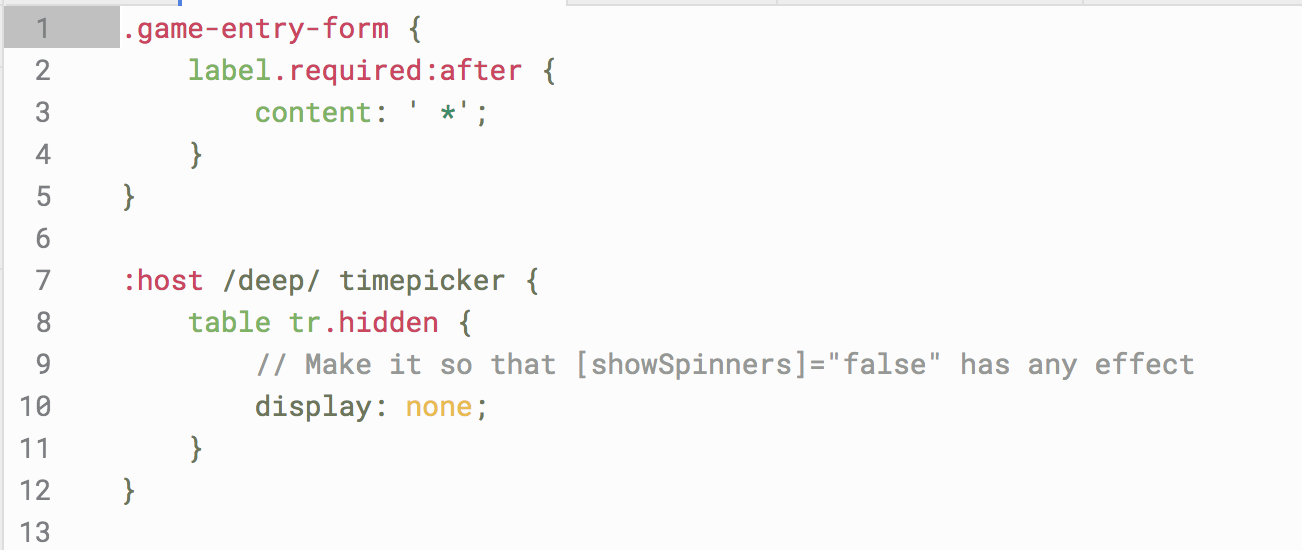 1 .game-entry-form {
2 label.required:after {
3 content: ' *';
4 }
5 }
6
7 :host /deep/ timepicker {
8 table tr.hidden {
9 // Make it so that [showSpinners]="false" has any effect
10 display: none;
11 }
12 }
13